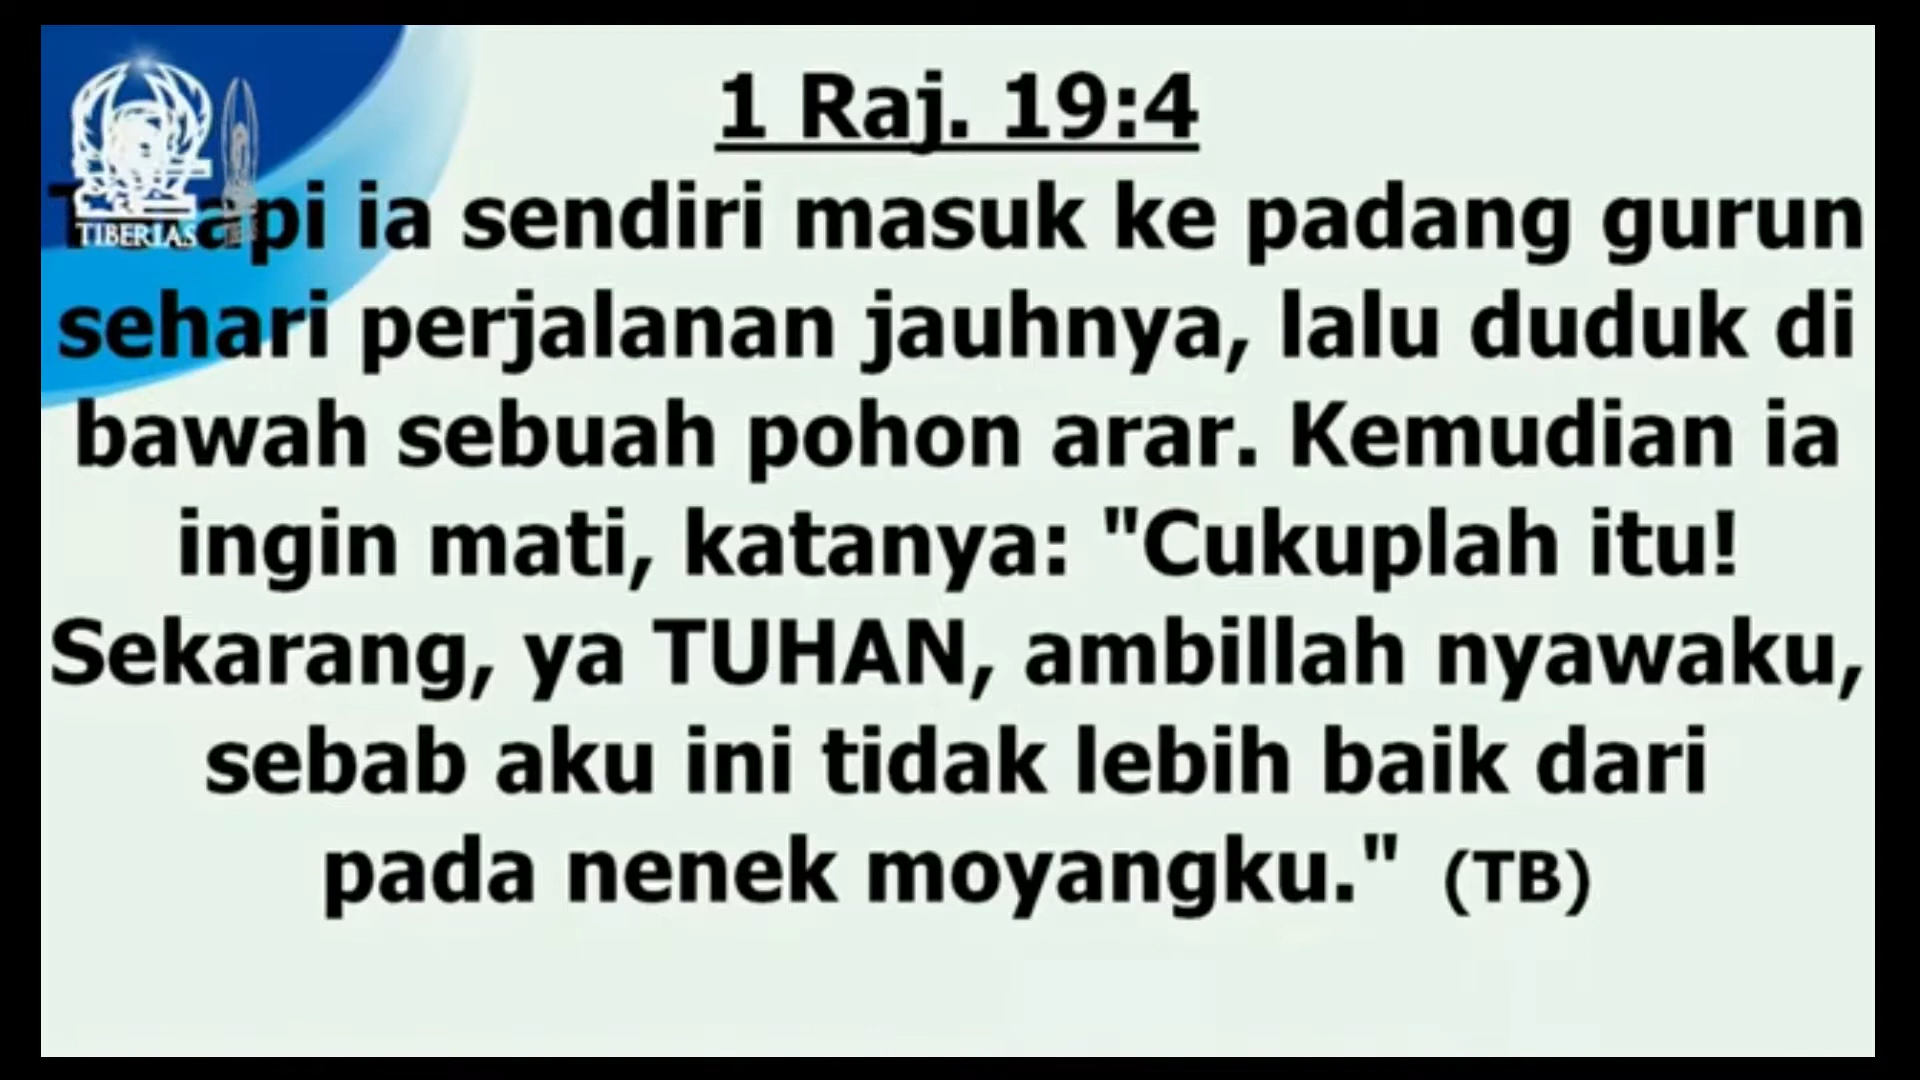 TIBERIAS
1 Raj. 19:4
Tetapi ia sendiri masuk ke padang gurun
sehari perjalanan jauhnya, lalu duduk di
bawah sebuah pohon arar. Kemudian ia
ingin mati, katanya: "Cukuplah itu!
Sekarang, ya TUHAN, ambillah nyawaku,
sebab aku ini tidak lebih baik dari
pada nenek moyangku." (TB)